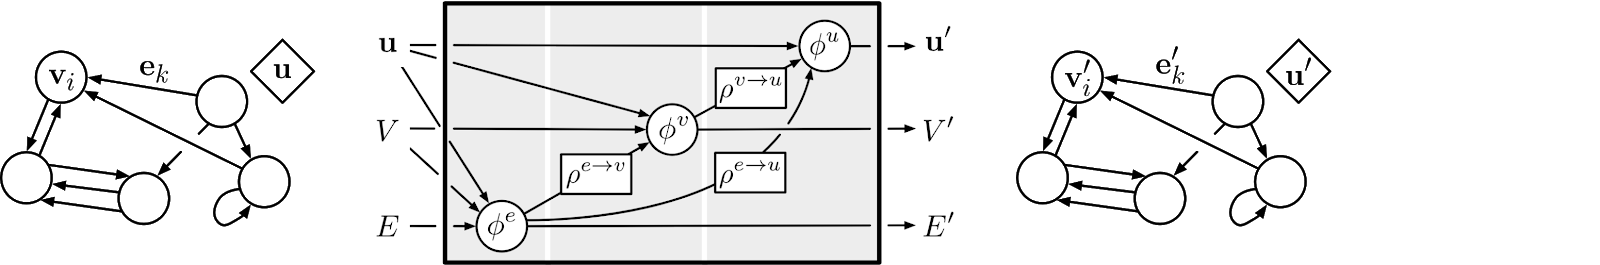 v_i e_k u
u V E
ϕ^e ρ^{e→v} ϕ^v ρ^{v→u} ρ^{e→u} ϕ^u
u′ V′ E′
v′_i e′_k u′